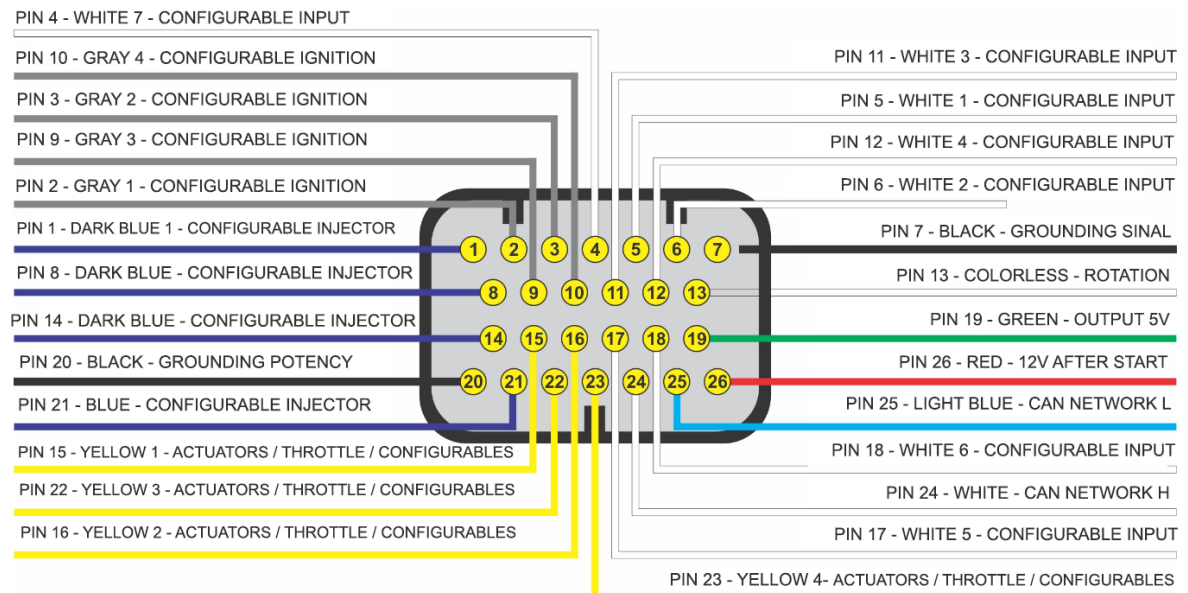 PIN 4 - WHITE 7 - CONFIGURABLE INPUT
PIN 10 - GRAY 4 - CONFIGURABLE IGNITION
PIN 3 - GRAY 2 - CONFIGURABLE IGNITION
PIN 9 - GRAY 3 - CONFIGURABLE IGNITION
PIN 2 - GRAY 1 - CONFIGURABLE IGNITION
PIN 1 - DARK BLUE 1 - CONFIGURABLE INJECTOR
PIN 8 - DARK BLUE - CONFIGURABLE INJECTOR
PIN 14 - DARK BLUE - CONFIGURABLE INJECTOR
PIN 20 - BLACK - GROUNDING POTENCY
PIN 21 - BLUE - CONFIGURABLE INJECTOR
PIN 15 - YELLOW 1 - ACTUATORS / THROTTLE / CONFIGURABLES
PIN 22 - YELLOW 3 - ACTUATORS / THROTTLE / CONFIGURABLES
PIN 16 - YELLOW 2 - ACTUATORS / THROTTLE / CONFIGURABLES
1 2 3 4 5 6 7
8 9 10 11 12 13
14 15 16 17 18 19
20 21 22 23 24 25 26
PIN 11 - WHITE 3 - CONFIGURABLE INPUT
PIN 5 - WHITE 1 - CONFIGURABLE INPUT
PIN 12 - WHITE 4 - CONFIGURABLE INPUT
PIN 6 - WHITE 2 - CONFIGURABLE INPUT
PIN 7 - BLACK - GROUNDING SINAL
PIN 13 - COLORLESS - ROTATION
PIN 19 - GREEN - OUTPUT 5V
PIN 26 - RED - 12V AFTER START
PIN 25 - LIGHT BLUE - CAN NETWORK L
PIN 18 - WHITE 6 - CONFIGURABLE INPUT
PIN 24 - WHITE - CAN NETWORK H
PIN 17 - WHITE 5 - CONFIGURABLE INPUT
PIN 23 - YELLOW 4- ACTUATORS / THROTTLE / CONFIGURABLES